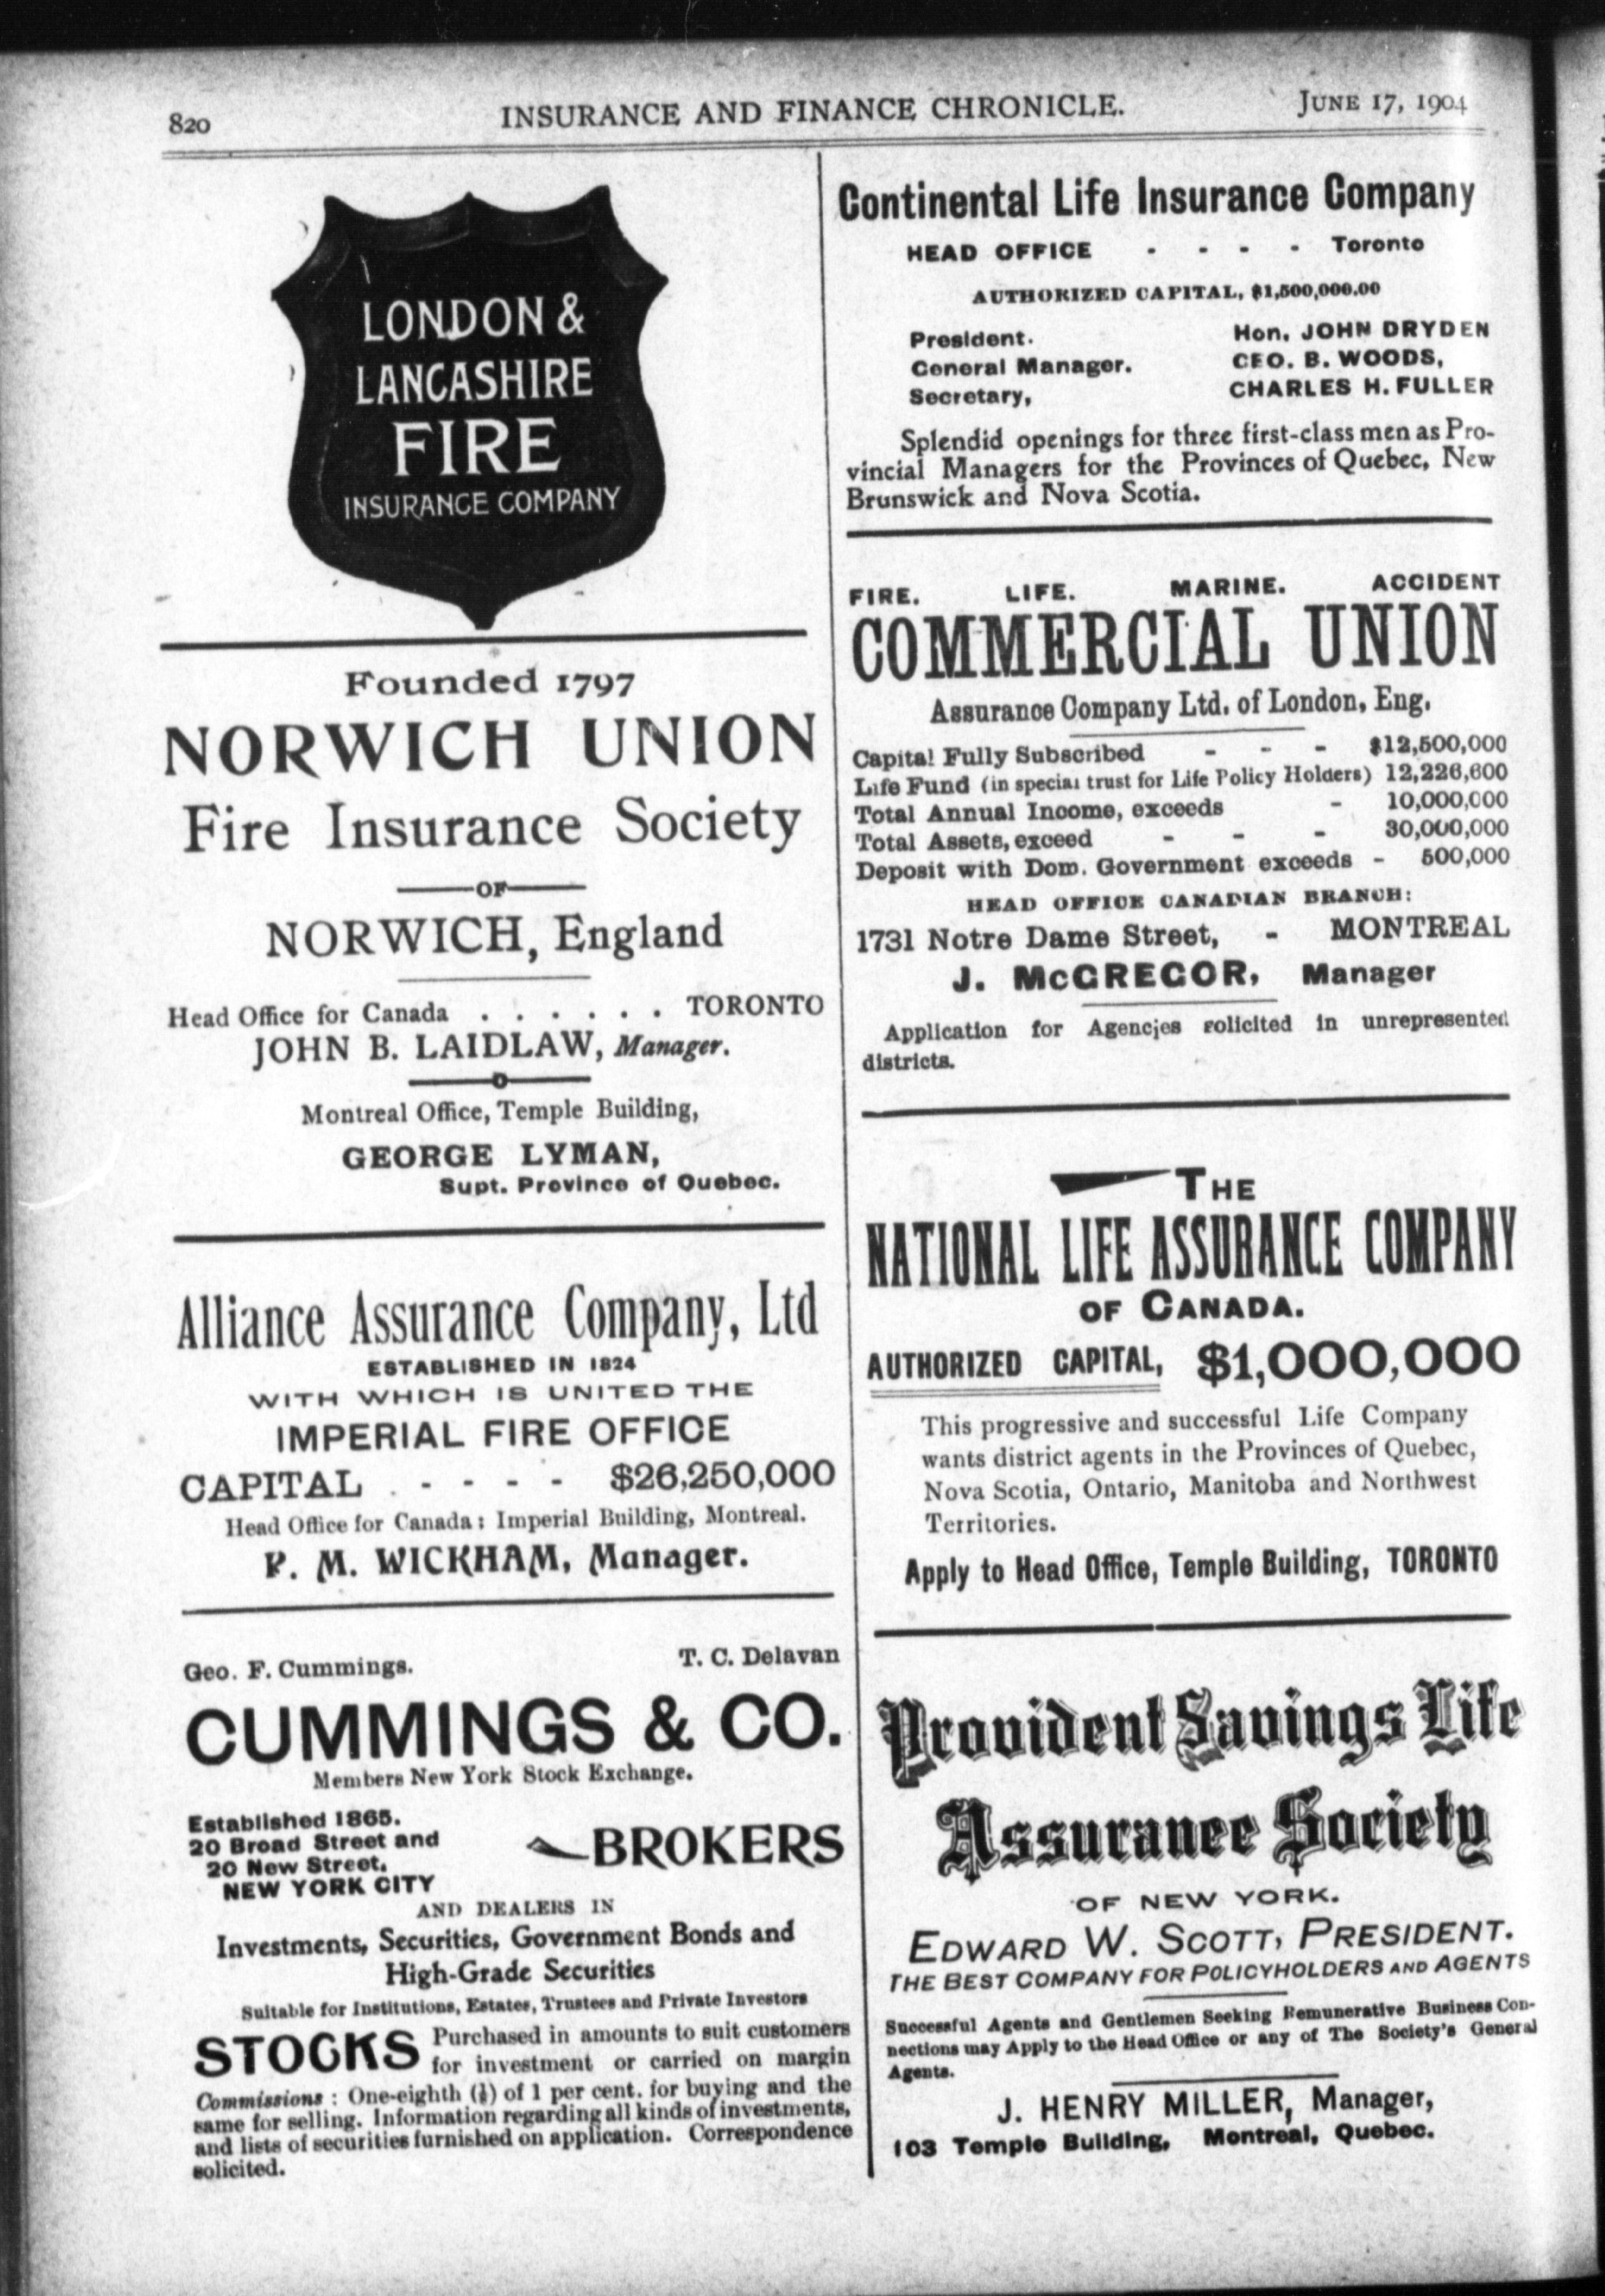 820
INSURANCE AND FINANCE CHRONICLE.
JUNE 17, 1904
LONDON &
LANCASHIRE
FIRE
INSURANCE COMPANY
Founded 1797
NORWICH UNION
Fire Insurance Society
OF
NORWICH, England
Head Office for Canada . . . . . . TORONTO
JOHN B. LAIDLAW, Manager.
Montreal Office, Temple Building,
GEORGE LYMAN,
Supt. Province of Quebec.
Alliance Assurance Company, Ltd
ESTABLISHED IN 1824
WITH WHICH IS UNITED THE
IMPERIAL FIRE OFFICE
CAPITAL . - - - - $26,250,000
Head Office for Canada: Imperial Building, Montreal.
P. M. WICKHAM, Manager.
Geo. F. Cummings. T. C. Delavan
CUMMINGS & CO.
Members New York Stock Exchange.
Established 1865.
20 Broad Street and
20 New Street,
NEW YORK CITY
BROKERS
AND DEALERS IN
Investments, Securities, Government Bonds and
High-Grade Securities
Suitable for Institutions, Estates, Trustees and Private Investors
STOCKS Purchased in amounts to suit customers
for investment or carried on margin
Commissions : One-eighth (⅛) of 1 per cent. for buying and the
same for selling. Information regarding all kinds of investments,
and lists of securities furnished on application. Correspondence
solicited.
Continental Life Insurance Company
HEAD OFFICE - - - - Toronto
AUTHORIZED CAPITAL, $1,500,000.00
President. Hon. JOHN DRYDEN
General Manager. GEO. B. WOODS,
Secretary, CHARLES H. FULLER
Splendid openings for three first-class men as Pro-
vincial Managers for the Provinces of Quebec, New
Brunswick and Nova Scotia.
FIRE. LIFE. MARINE. ACCIDENT
COMMERCIAL UNION
Assurance Company Ltd. of London, Eng.
Capital Fully Subscribed - - - $12,500,000
Life Fund (in special trust for Life Policy Holders) 12,226,600
Total Annual Income, exceeds - 10,000,000
Total Assets, exceed - - - 30,000,000
Deposit with Dom. Government exceeds - 500,000
HEAD OFFICE CANADIAN BRANCH:
1731 Notre Dame Street, - MONTREAL
J. McGREGOR, Manager
Application for Agencies solicited in unrepresented
districts.
THE
NATIONAL LIFE ASSURANCE COMPANY
OF CANADA.
AUTHORIZED CAPITAL, $1,000,000
This progressive and successful Life Company
wants district agents in the Provinces of Quebec,
Nova Scotia, Ontario, Manitoba and Northwest
Territories.
Apply to Head Office, Temple Building, TORONTO
Provident Savings Life
Assurance Society
OF NEW YORK.
EDWARD W. SCOTT, PRESIDENT.
THE BEST COMPANY FOR POLICYHOLDERS AND AGENTS
Successful Agents and Gentlemen Seeking Remunerative Business Con-
nections may Apply to the Head Office or any of The Society's General
Agents.
J. HENRY MILLER, Manager,
103 Temple Building, Montreal, Quebec.